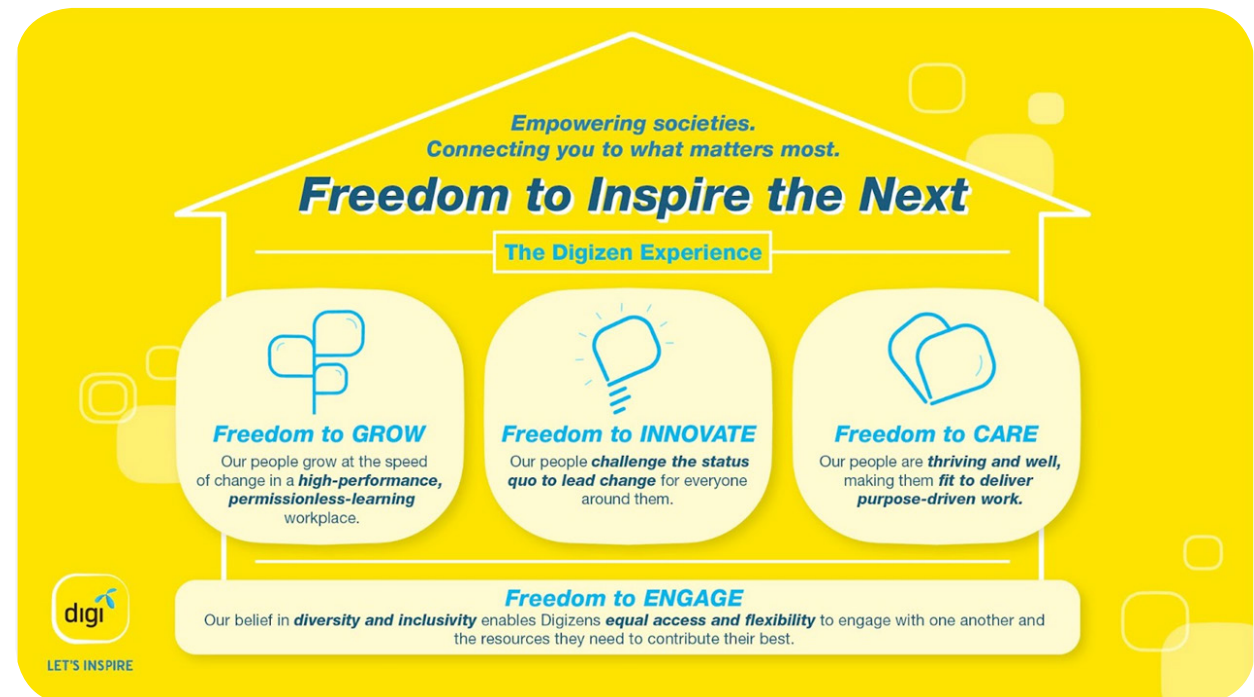 Empowering societies.
Connecting you to what matters most.
Freedom to Inspire the Next
The Digizen Experience
Freedom to GROW
Our people grow at the speed
of change in a high-performance,
permissionless-learning
workplace.
Freedom to INNOVATE
Our people challenge the status
quo to lead change for everyone
around them.
Freedom to CARE
Our people are thriving and well,
making them fit to deliver
purpose-driven work.
Freedom to ENGAGE
Our belief in diversity and inclusivity enables Digizens equal access and flexibility to engage with one another and
the resources they need to contribute their best.
digi
LET'S INSPIRE